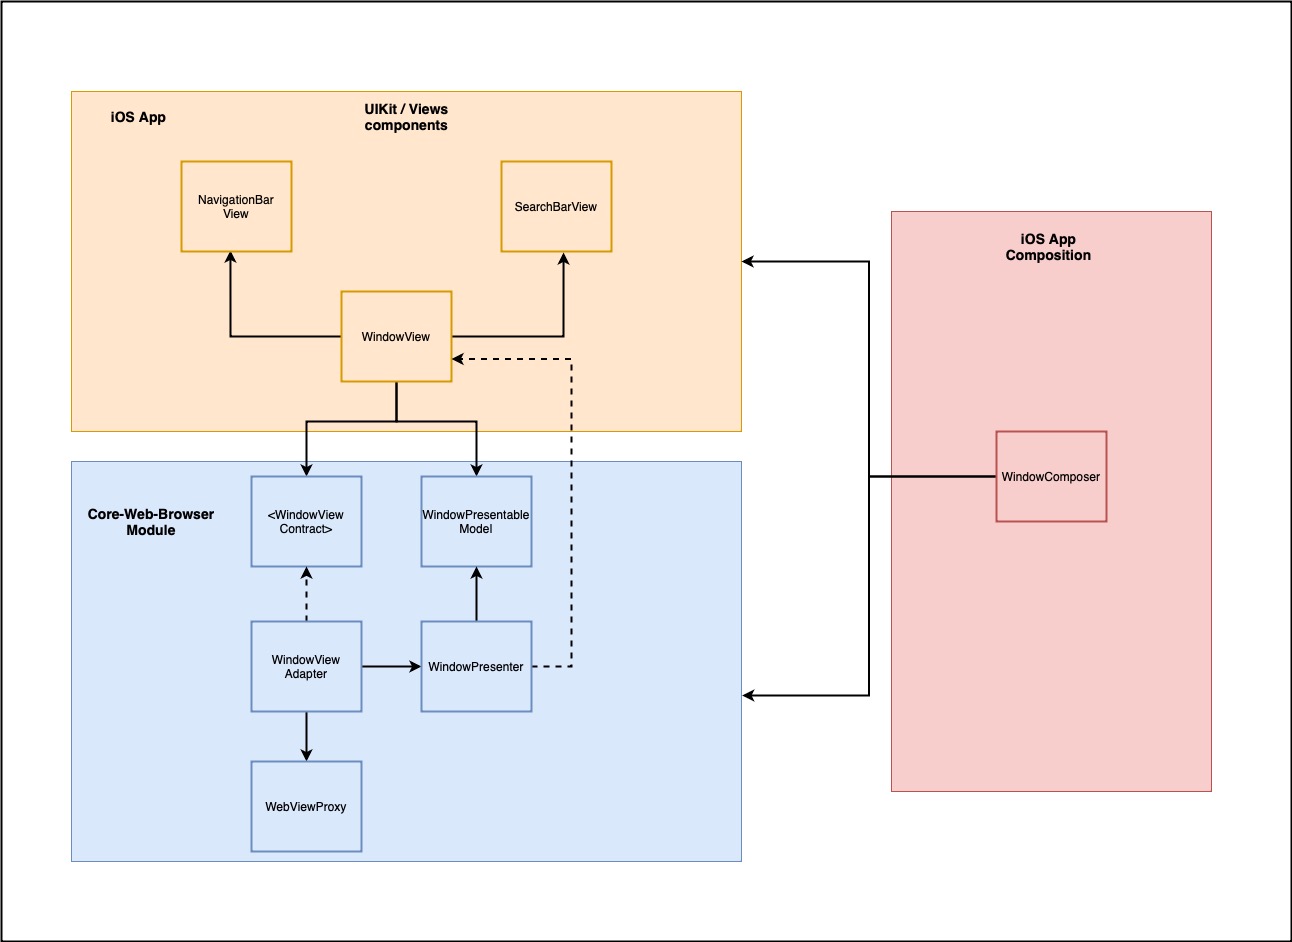 iOS App
UIKit / Views
components
NavigationBar
View
SearchBarView
WindowView
iOS App
Composition
WindowComposer
Core-Web-Browser
Module
<WindowView
Contract>
WindowPresentable
Model
WindowView
Adapter
WindowPresenter
WebViewProxy